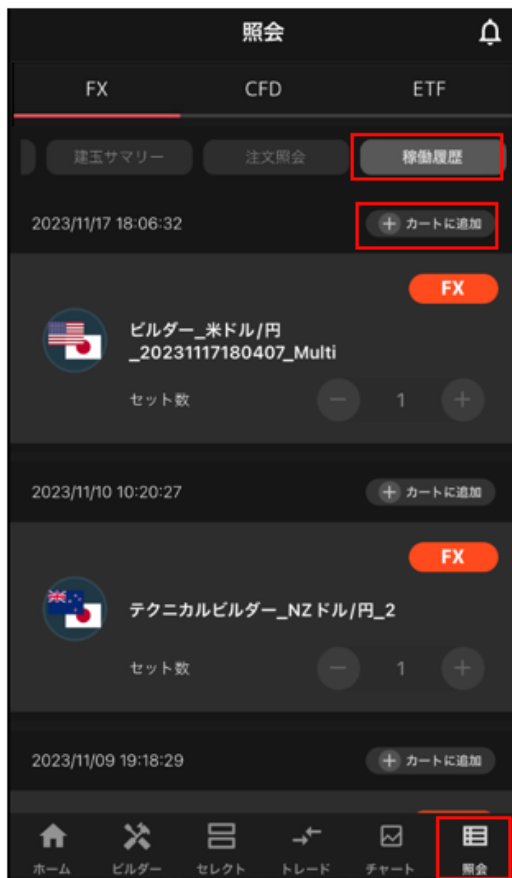 照会
FX
CFD
ETF
建玉サマリー
注文照会
稼働履歴
2023/11/17 18:06:32
カートに追加
FX
ビルダー_米ドル/円
_20231117180407_Multi
セット数
1
2023/11/10 10:20:27
カートに追加
FX
テクニカルビルダー_NZドル/円_2
セット数
1
2023/11/09 19:18:29
カートに追加
ホーム
ビルダー
セレクト
トレード
チャート
照会